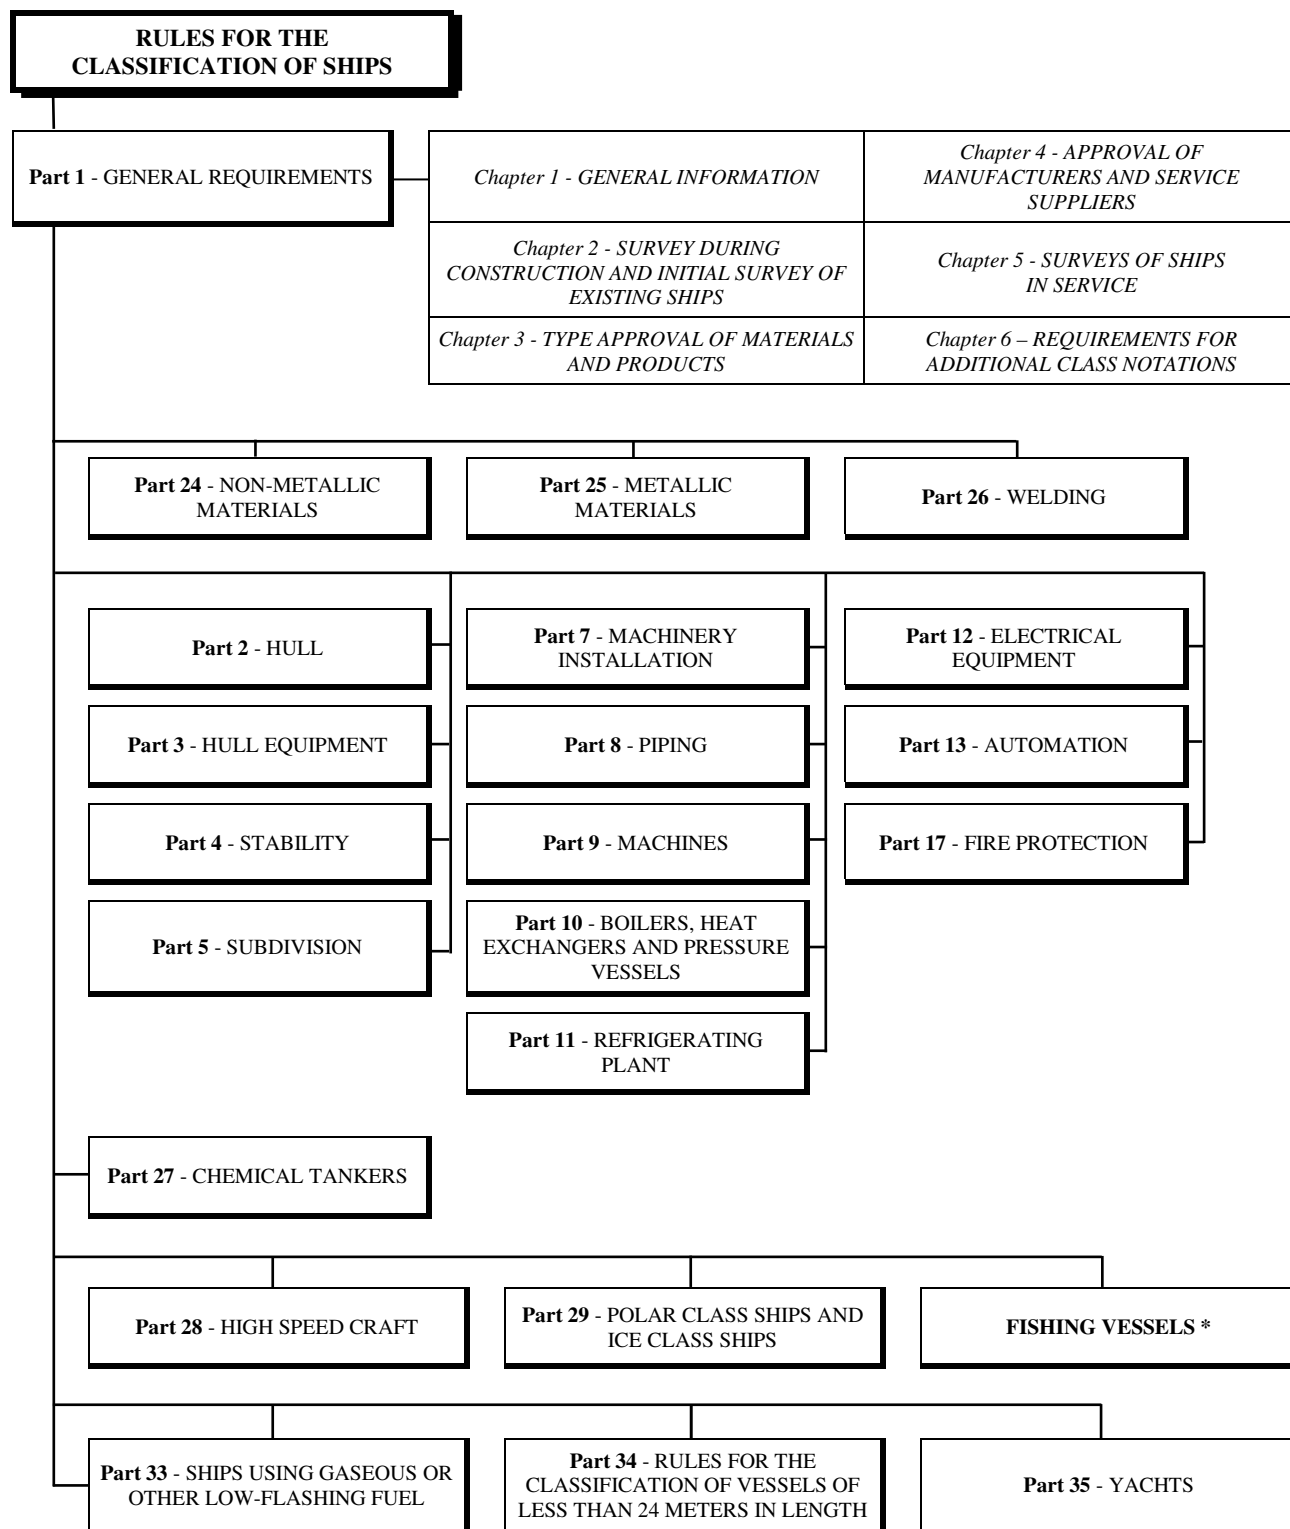 RULES FOR THE
CLASSIFICATION OF SHIPS
Part 1 - GENERAL REQUIREMENTS
Chapter 1 - GENERAL INFORMATION
Chapter 4 - APPROVAL OF
MANUFACTURERS AND SERVICE
SUPPLIERS
Chapter 2 - SURVEY DURING
CONSTRUCTION AND INITIAL SURVEY OF
EXISTING SHIPS
Chapter 5 - SURVEYS OF SHIPS
IN SERVICE
Chapter 3 - TYPE APPROVAL OF MATERIALS
AND PRODUCTS
Chapter 6 – REQUIREMENTS FOR
ADDITIONAL CLASS NOTATIONS
Part 24 - NON-METALLIC
MATERIALS
Part 25 - METALLIC
MATERIALS
Part 26 - WELDING
Part 2 - HULL
Part 7 - MACHINERY
INSTALLATION
Part 12 - ELECTRICAL
EQUIPMENT
Part 3 - HULL EQUIPMENT
Part 8 - PIPING
Part 13 - AUTOMATION
Part 4 - STABILITY
Part 9 - MACHINES
Part 17 - FIRE PROTECTION
Part 5 - SUBDIVISION
Part 10 - BOILERS, HEAT
EXCHANGERS AND PRESSURE
VESSELS
Part 11 - REFRIGERATING
PLANT
Part 27 - CHEMICAL TANKERS
Part 28 - HIGH SPEED CRAFT
Part 29 - POLAR CLASS SHIPS AND
ICE CLASS SHIPS
FISHING VESSELS *
Part 33 - SHIPS USING GASEOUS OR
OTHER LOW-FLASHING FUEL
Part 34 - RULES FOR THE
CLASSIFICATION OF VESSELS OF
LESS THAN 24 METERS IN LENGTH
Part 35 - YACHTS